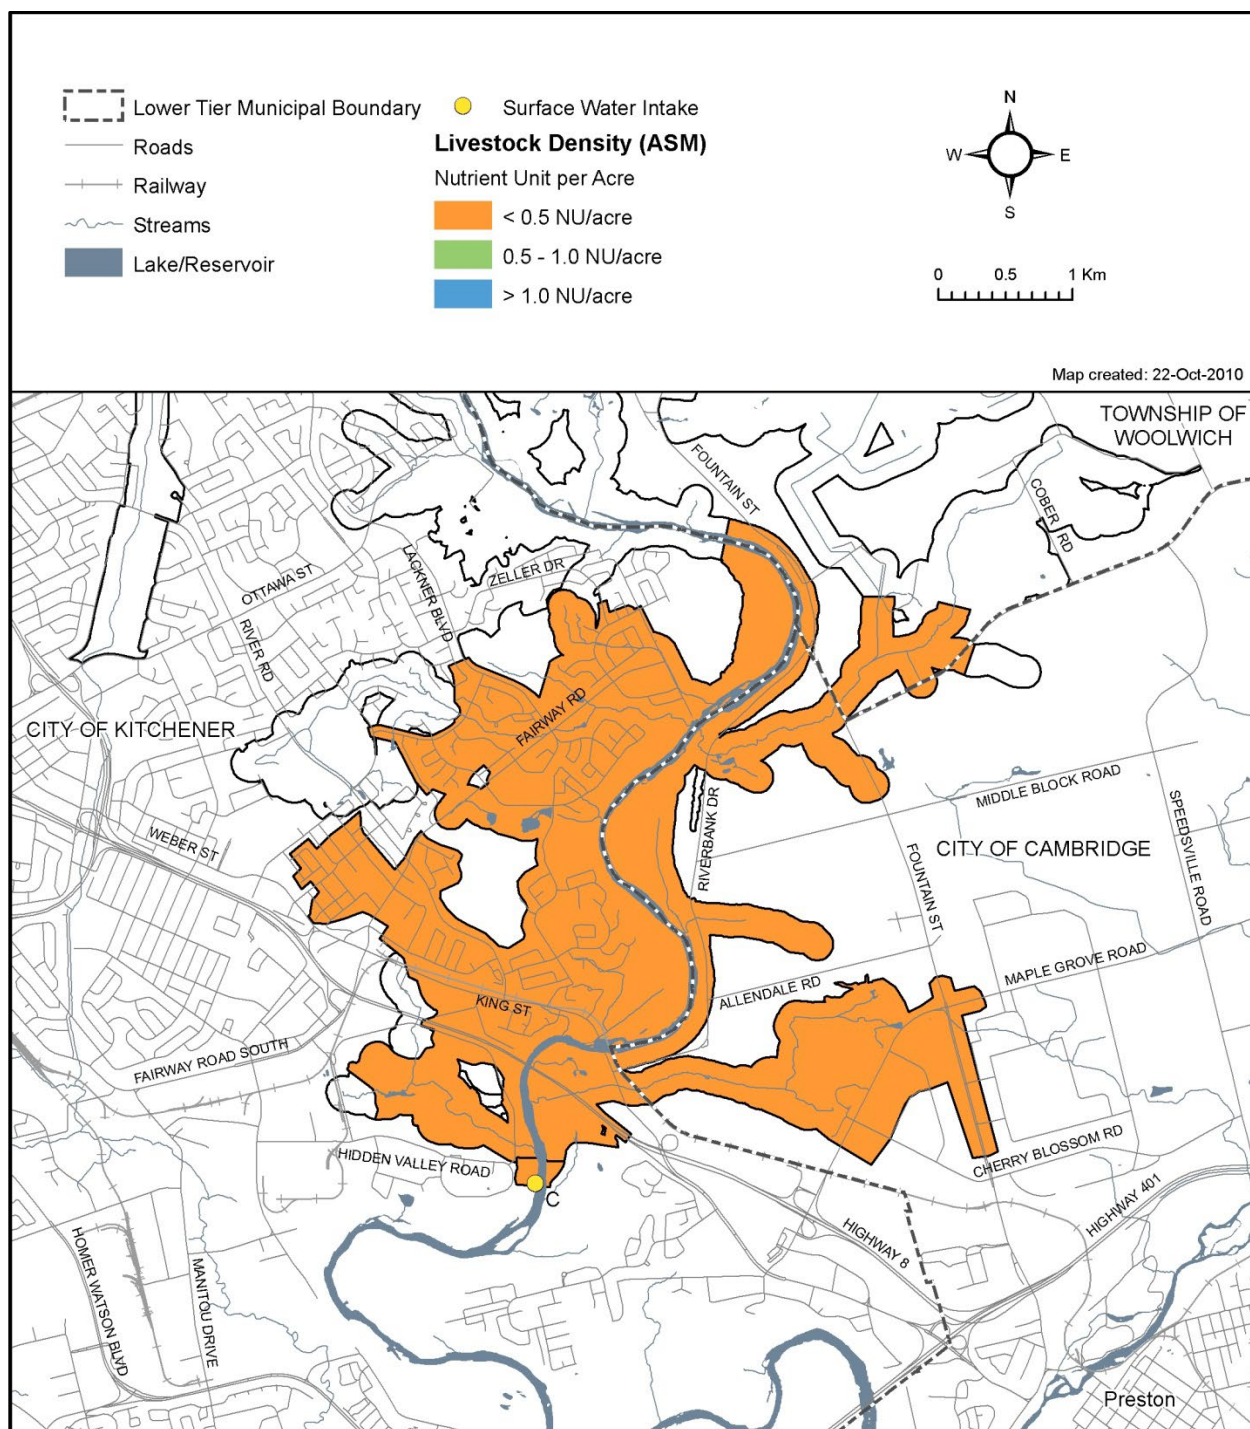 Lower Tier Municipal Boundary
Roads
Railway
Streams
Lake/Reservoir
Surface Water Intake
Livestock Density (ASM)
Nutrient Unit per Acre
< 0.5 NU/acre
0.5 - 1.0 NU/acre
> 1.0 NU/acre
N
W
E
S
0 0.5 1 Km
Map created: 22-Oct-2010
TOWNSHIP OF
WOOLWICH
FOUNTAIN ST
COBER RD
LACKNER BLVD
ZELLER DR
OTTAWA ST
RIVER RD
CITY OF KITCHENER
FAIRWAY RD
MIDDLE BLOCK ROAD
SPEEDSVILLE ROAD
WEBER ST
RIVERBANK DR
FOUNTAIN ST
CITY OF CAMBRIDGE
MAPLE GROVE ROAD
ALLENDALE RD
KING ST
FAIRWAY ROAD SOUTH
CHERRY BLOSSOM RD
HIDDEN VALLEY ROAD
C
HIGHWAY 401
HIGHWAY 8
HOMER WATSON BLVD
MANITOU DRIVE
Preston